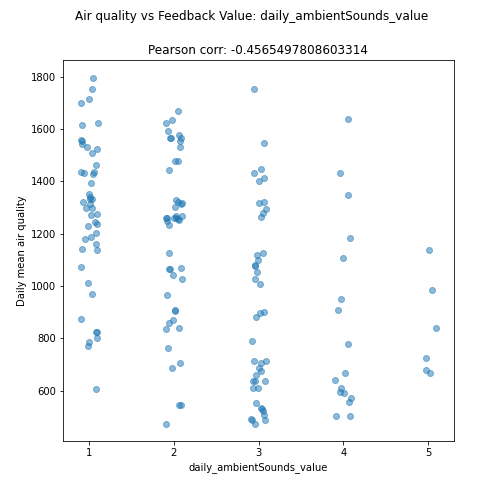 Air quality vs Feedback Value: daily_ambientSounds_value
Pearson corr: -0.4565497808603314
1800
1600
1400
1200
1000
800
600
Daily mean air quality
1 2 3 4 5
daily_ambientSounds_value